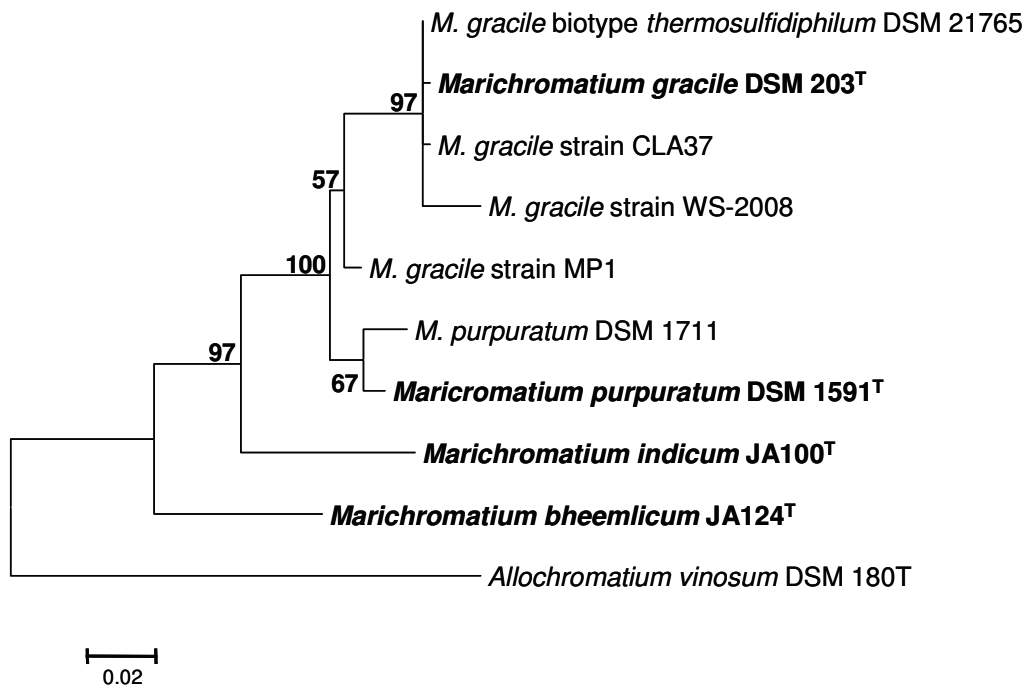 M. gracile biotype thermosulfidiphilum DSM 21765
Marichromatium gracile DSM 203T
97
M. gracile strain CLA37
57
M. gracile strain WS-2008
100
M. gracile strain MP1
M. purpuratum DSM 1711
97
67
Maricromatium purpuratum DSM 1591T
Marichromatium indicum JA100T
Marichromatium bheemlicum JA124T
Allochromatium vinosum DSM 180T
0.02